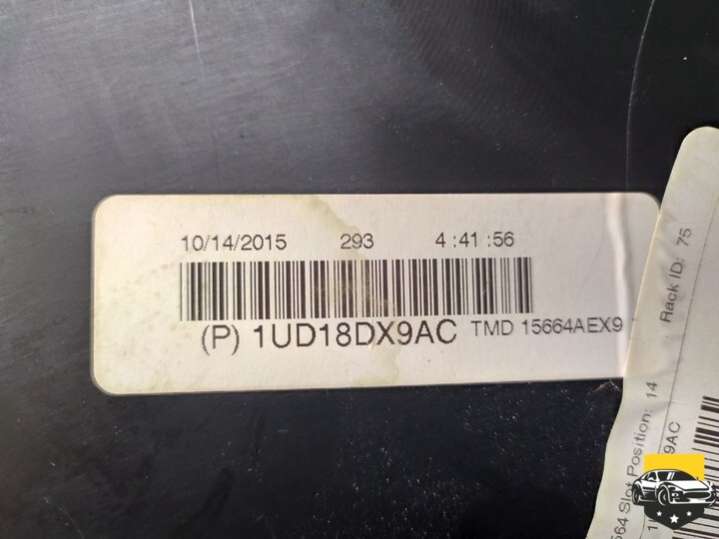 10/14/2015 293 4:41:56
(P) 1UD18DX9AC TMD 15664AEX9
Rack ID: 75
Slot Position: 14
9AC